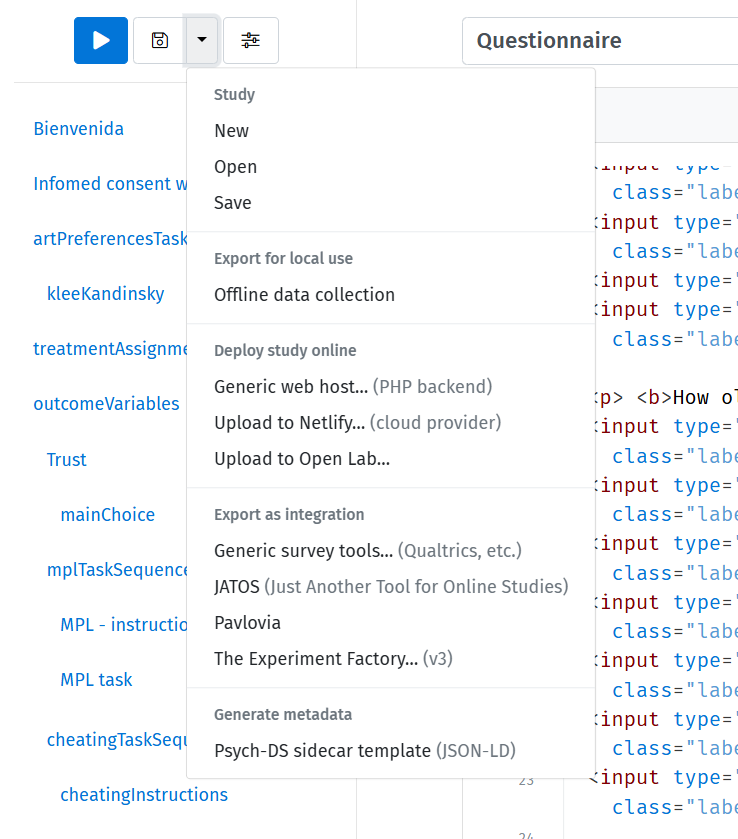 Questionnaire
Study
New
Open
Save
Export for local use
Offline data collection
Deploy study online
Generic web host... (PHP backend)
Upload to Netlify... (cloud provider)
Upload to Open Lab...
Export as integration
Generic survey tools... (Qualtrics, etc.)
JATOS (Just Another Tool for Online Studies)
Pavlovia
The Experiment Factory... (v3)
Generate metadata
Psych-DS sidecar template (JSON-LD)
Bienvenida
Infomed consent w
artPreferencesTask
kleeKandinsky
treatmentAssignme
outcomeVariables
Trust
mainChoice
mplTaskSequence
MPL - instructio
MPL task
cheatingTaskSequ
cheatingInstructions
<input type="
class="labe
<input type="
class="labe
<input type="
<input type="
class="labe
<p> <b>How ol
<input type="
class="labe
<input type="
class="labe
<input type="
class="labe
<input type="
class="labe
<input type="
class="labe
<input type="
class="labe
23 <input type="
class="labe
24